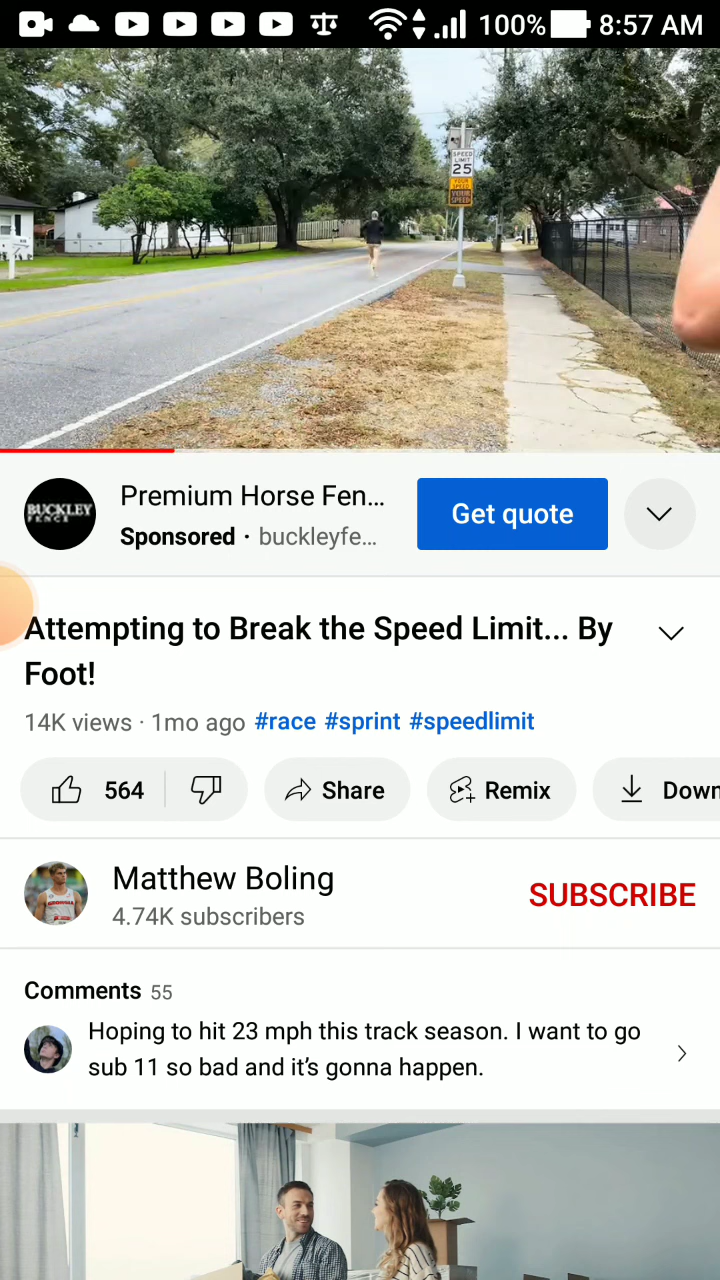 100% 8:57 AM
SPEED
LIMIT
25
YOUR
SPEED
BUCKLEY
FENCE
Premium Horse Fen...
Sponsored · buckleyfe...
Get quote
Attempting to Break the Speed Limit... By
Foot!
14K views · 1mo ago #race #sprint #speedlimit
564
Share
Remix
Down
Matthew Boling
4.74K subscribers
SUBSCRIBE
Comments 55
Hoping to hit 23 mph this track season. I want to go
sub 11 so bad and it's gonna happen.